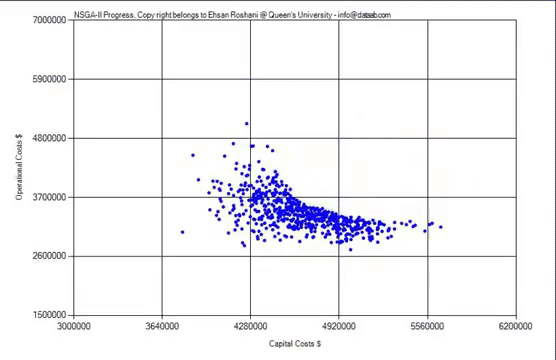 NSGA-II Progress, Copy right belongs to Ehsan Roshani @ Queen's University - info@dataab.com
7000000
5900000
4800000
3700000
2600000
1500000
Operational Costs $
3000000 3640000 4280000 4920000 5560000 6200000
Capital Costs $